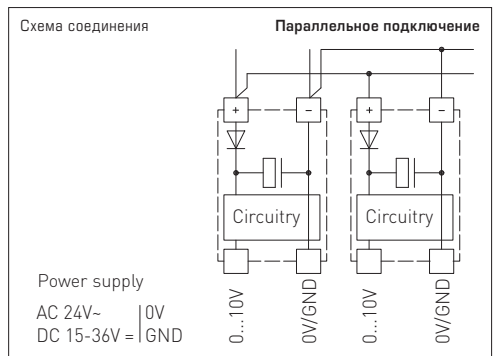 Схема соединения
Параллельное подключение
+ − + −
Circuitry Circuitry
Power supply
AC 24V~ | 0V
DC 15-36V = | GND
0...10V
0V/GND
0...10V
0V/GND